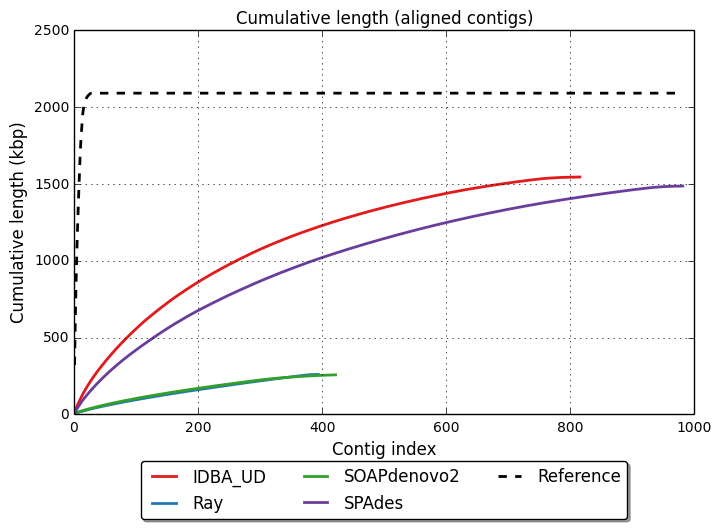 Cumulative length (aligned contigs)
2500
2000
1500
1000
500
0
Cumulative length (kbp)
0 200 400 600 800 1000
Contig index
IDBA_UD SOAPdenovo2 Reference
Ray SPAdes